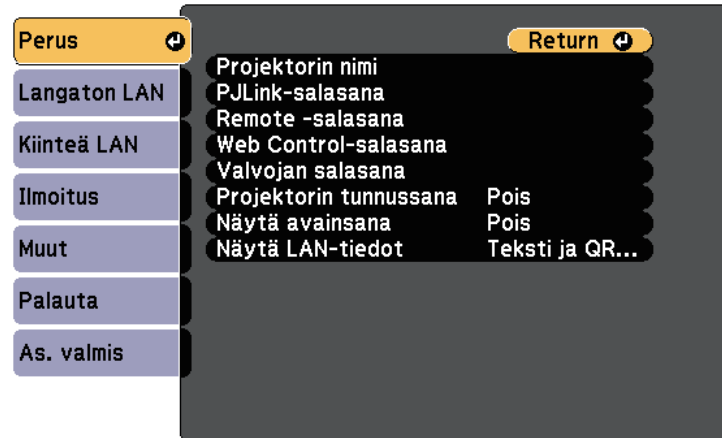 Perus
Langaton LAN
Kiinteä LAN
Ilmoitus
Muut
Palauta
As. valmis
Return
Projektorin nimi
PJLink-salasana
Remote -salasana
Web Control-salasana
Valvojan salasana
Projektorin tunnussana Pois
Näytä avainsana Pois
Näytä LAN-tiedot Teksti ja QR...